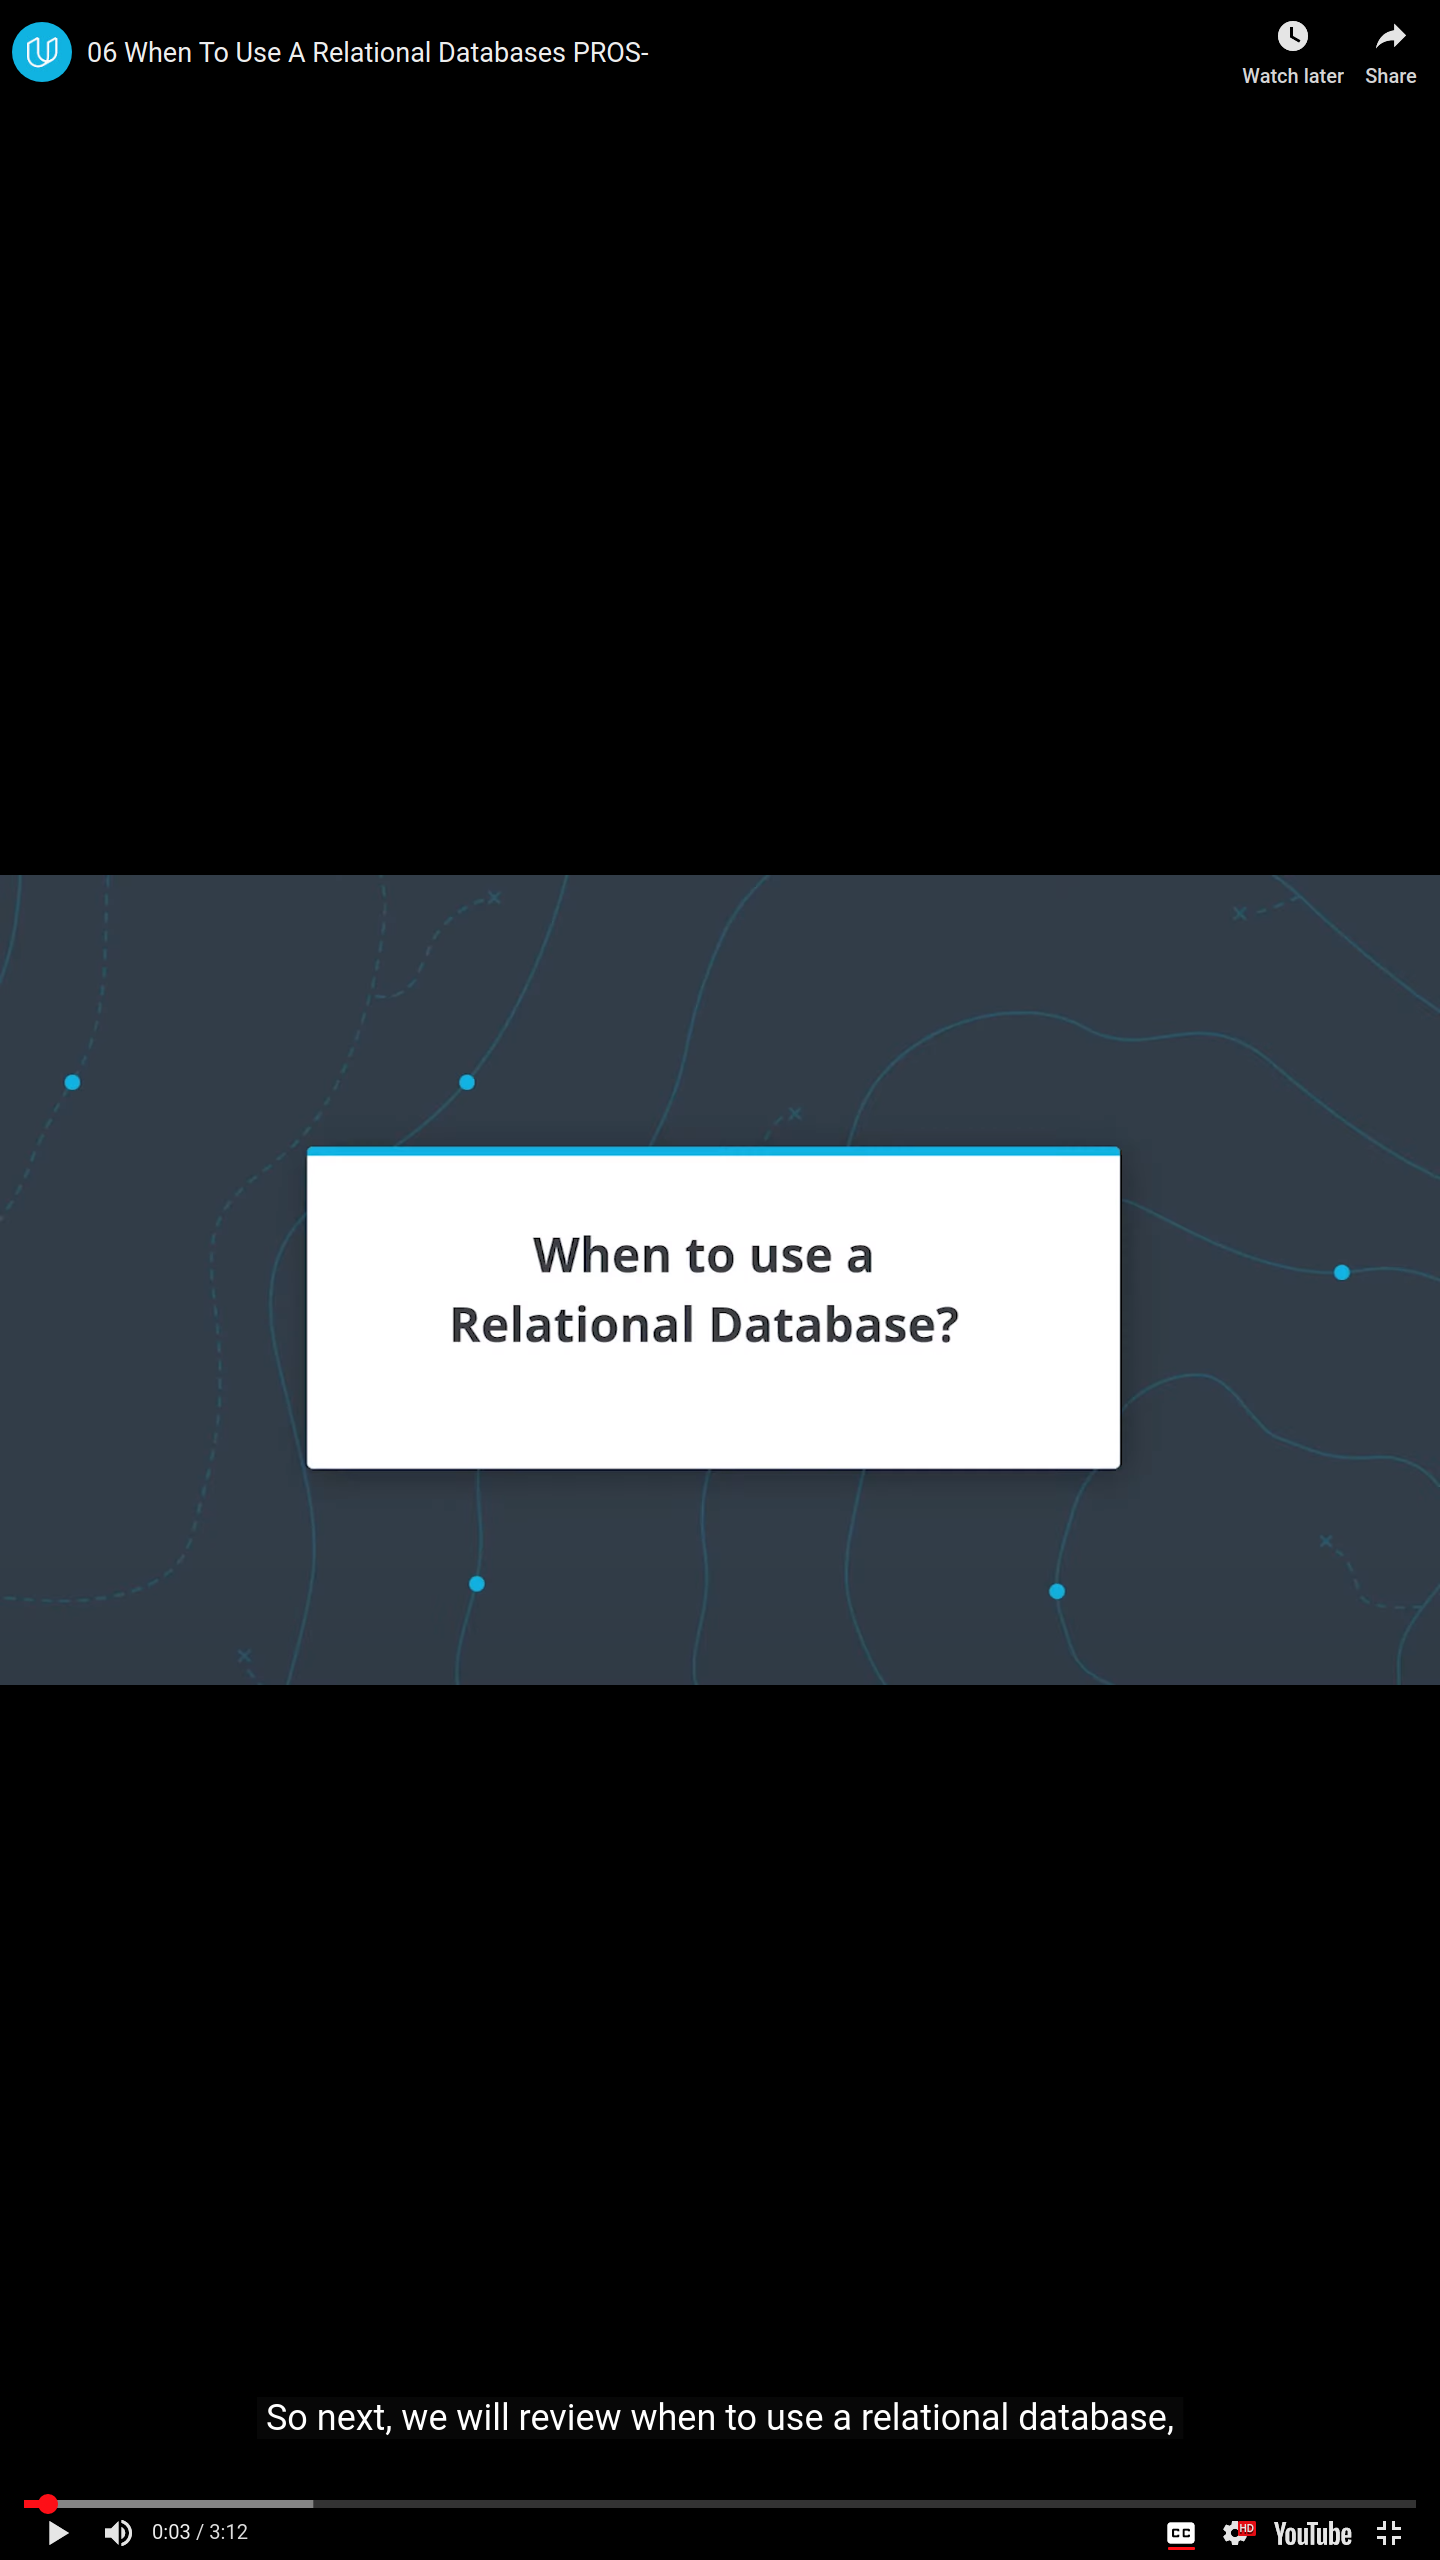 06 When To Use A Relational Databases PROS-
Watch later
Share
When to use a
Relational Database?
So next, we will review when to use a relational database,
0:03 / 3:12
CC
HD
YouTube